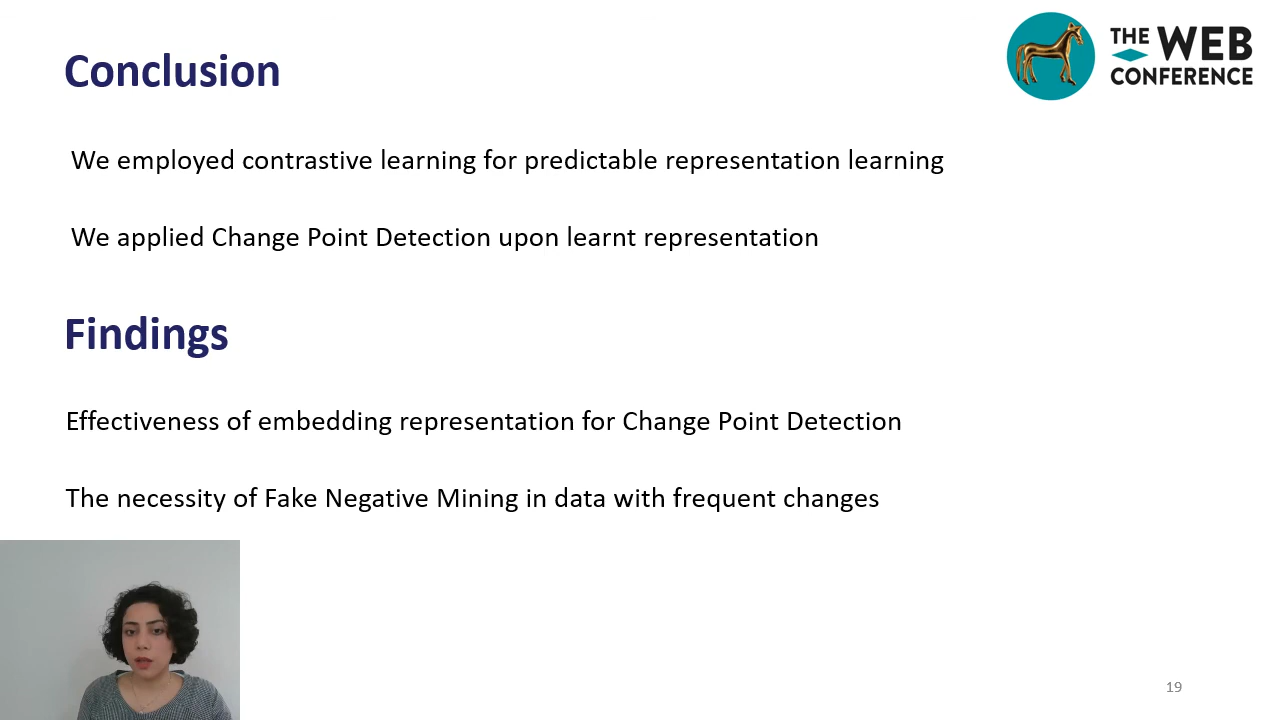 Conclusion
THE WEB
CONFERENCE
We employed contrastive learning for predictable representation learning
We applied Change Point Detection upon learnt representation
Findings
Effectiveness of embedding representation for Change Point Detection
The necessity of Fake Negative Mining in data with frequent changes
19